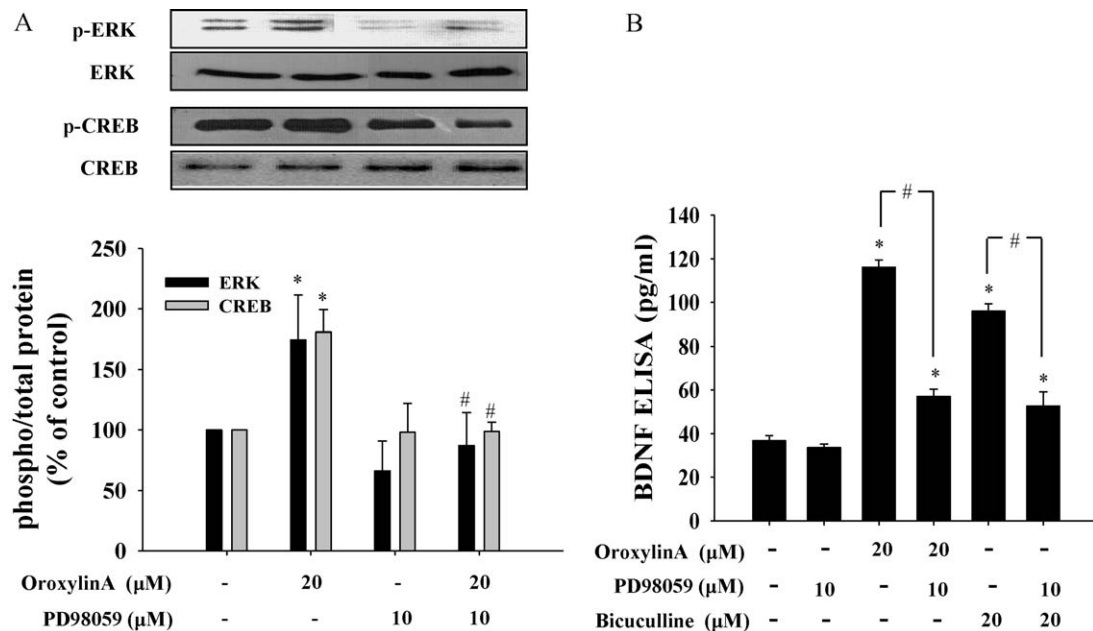 A
p-ERK
ERK
p-CREB
CREB
250
200
150
100
50
0
phospho/total protein
(% of control)
ERK
CREB
*
*
#
#
OroxylinA (μM) - 20 - 20
PD98059 (μM) - - 10 10
B
140
120
100
80
60
40
20
0
BDNF ELISA (pg/ml)
#
#
*
*
*
*
OroxylinA (μM) - - 20 20 - -
PD98059 (μM) - 10 - 10 - 10
Bicuculline - - - - 20 20